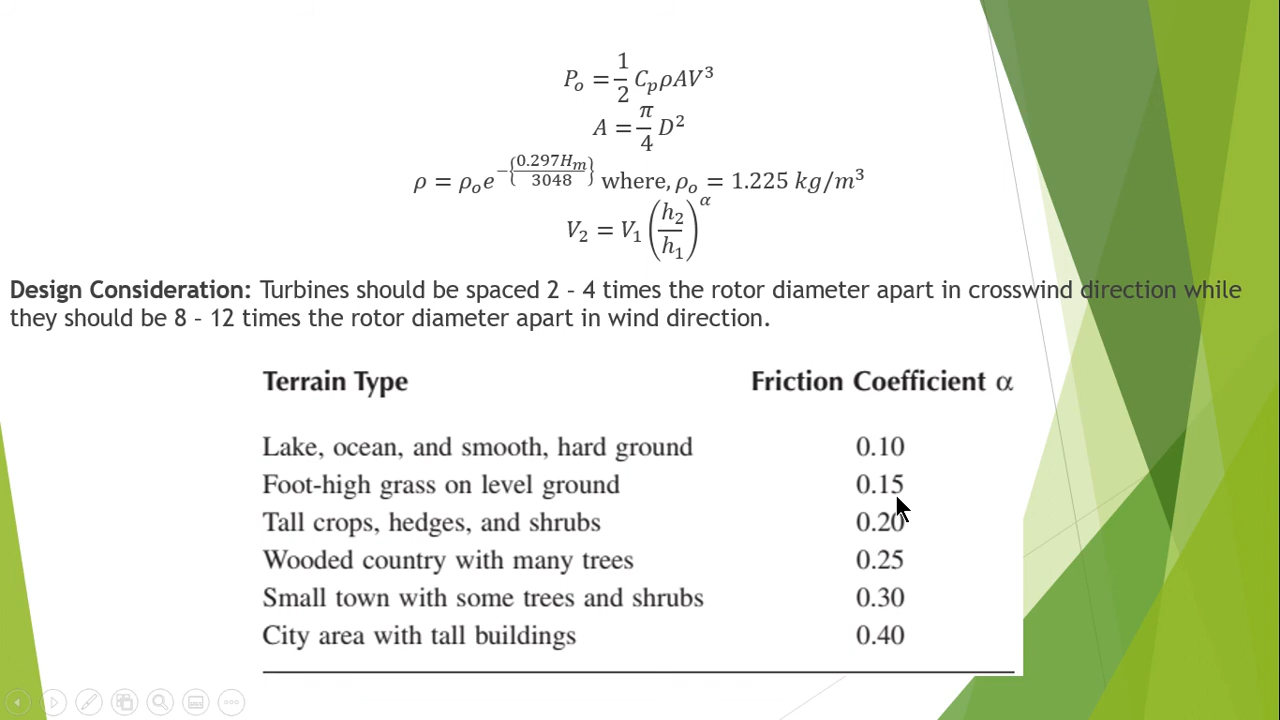 P_o = 1/2 C_p ρAV^3
A = π/4 D^2
ρ = ρ_o e^−{0.297H_m/3048} where, ρ_o = 1.225 kg/m^3
V_2 = V_1 (h_2/h_1)^α
Design Consideration: Turbines should be spaced 2 - 4 times the rotor diameter apart in crosswind direction while
they should be 8 - 12 times the rotor diameter apart in wind direction.
Terrain Type Friction Coefficient α
Lake, ocean, and smooth, hard ground 0.10
Foot-high grass on level ground 0.15
Tall crops, hedges, and shrubs 0.20
Wooded country with many trees 0.25
Small town with some trees and shrubs 0.30
City area with tall buildings 0.40